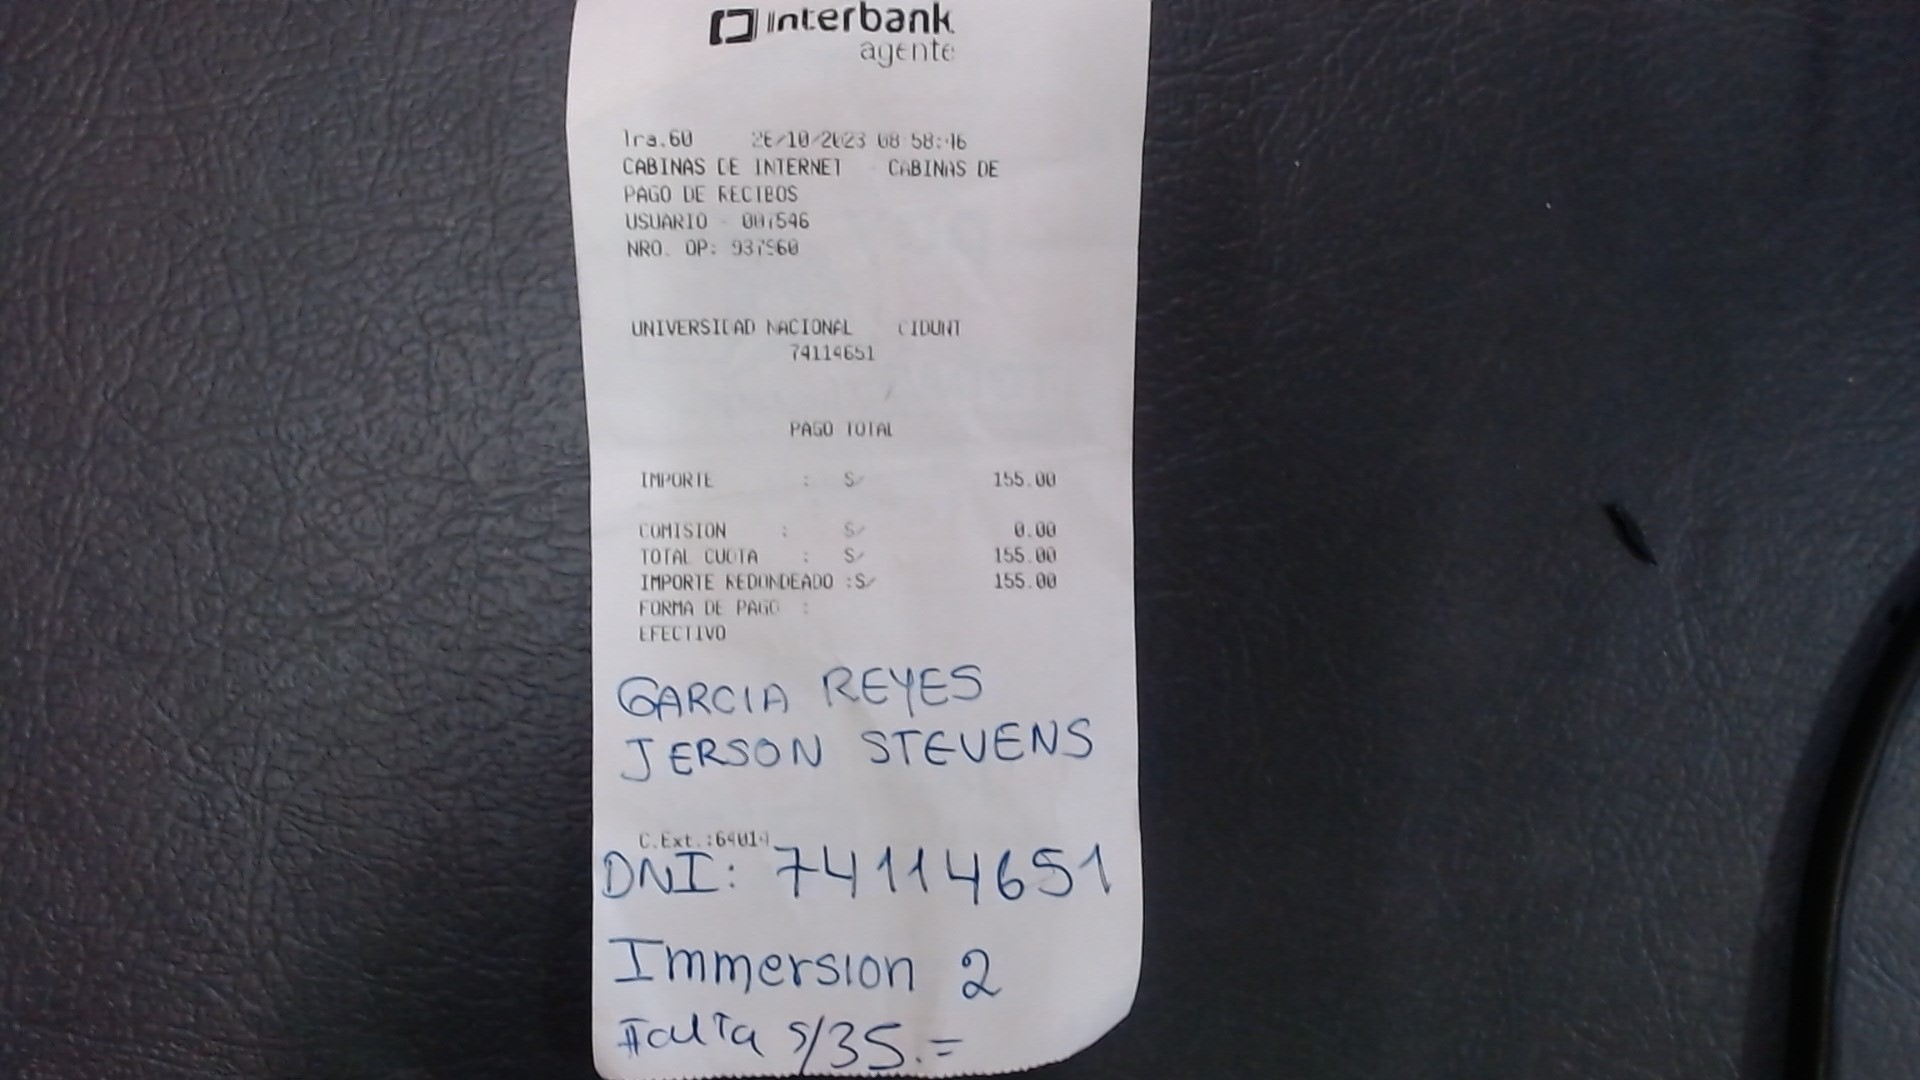 interbank
agente
Tra.60 26/10/2023 08:58:46
CABINAS DE INTERNET - CABINAS DE
PAGO DE RECIBOS
USUARIO - 007546
NRO. OP:
UNIVERSIDAD NACIONAL CIDUNT
74114651
PAGO TOTAL
IMPORTE : S/ 155.00
COMISION : S/ 0.00
TOTAL CUOTA : S/ 155.00
IMPORTE REDONDEADO :S/ 155.00
FORMA DE PAGO :
EFECTIVO
GARCIA REYES
JERSON STEVENS
C.Ext.:
DNI: 74114651
Immersion 2
Falta S/35.=